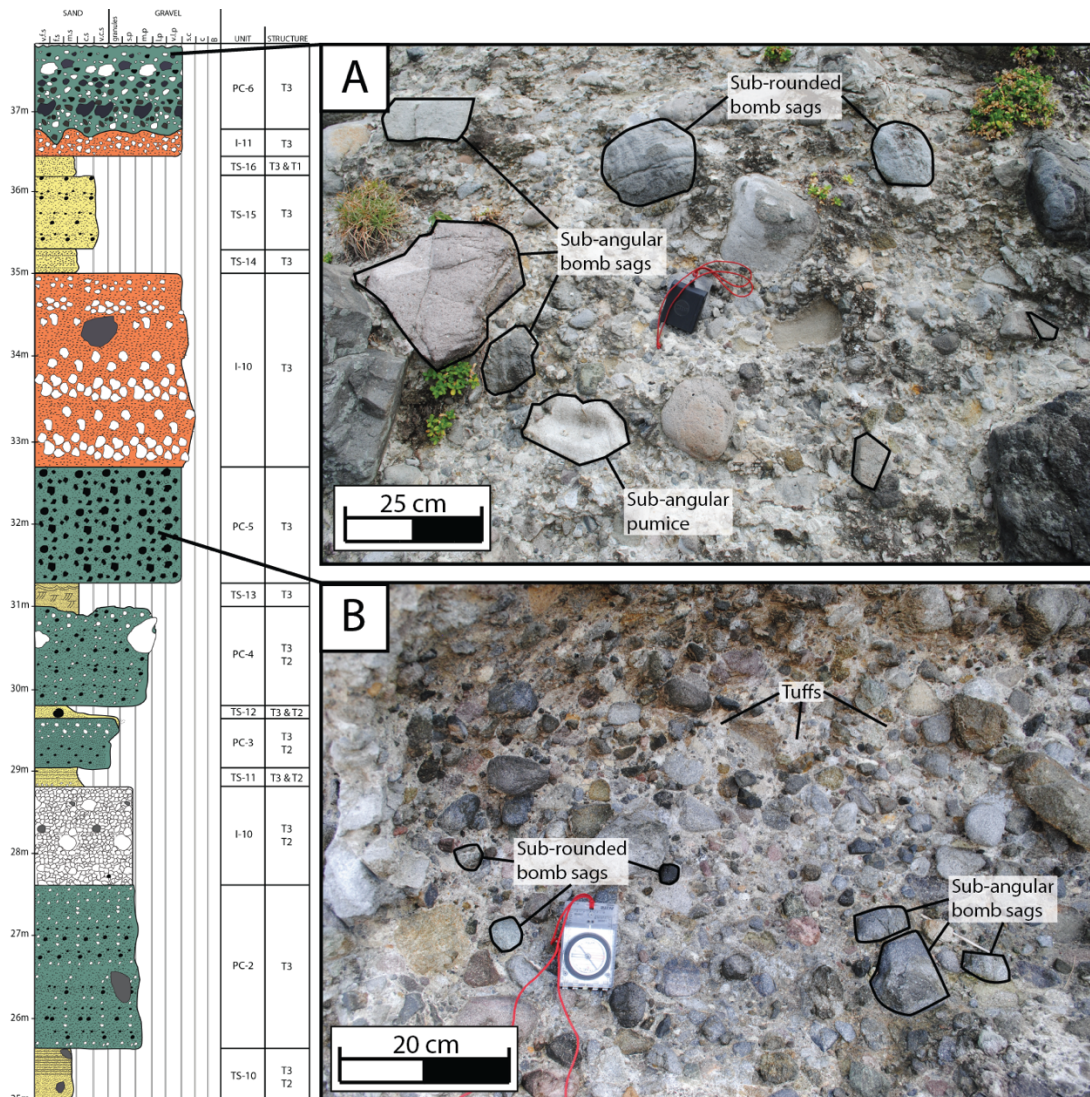 SAND GRAVEL
v.f.s f.s m.s c.s v.c.s granules s.p m.p l.p v.l.p s.c c B UNIT STRUCTURE
37m
36m
35m
34m
33m
32m
31m
30m
29m
28m
27m
26m
PC-6 T3
I-11 T3
TS-16 T3 & T1
TS-15 T3
TS-14 T3
I-10 T3
PC-5 T3
TS-13 T3
PC-4 T3
T2
TS-12 T3 & T2
PC-3 T3
T2
TS-11 T3 & T2
I-10 T3
T2
PC-2 T3
TS-10 T3
T2
A
Sub-rounded
bomb sags
Sub-angular
bomb sags
Sub-angular
pumice
25 cm
B
Tuffs
Sub-rounded
bomb sags
Sub-angular
bomb sags
20 cm